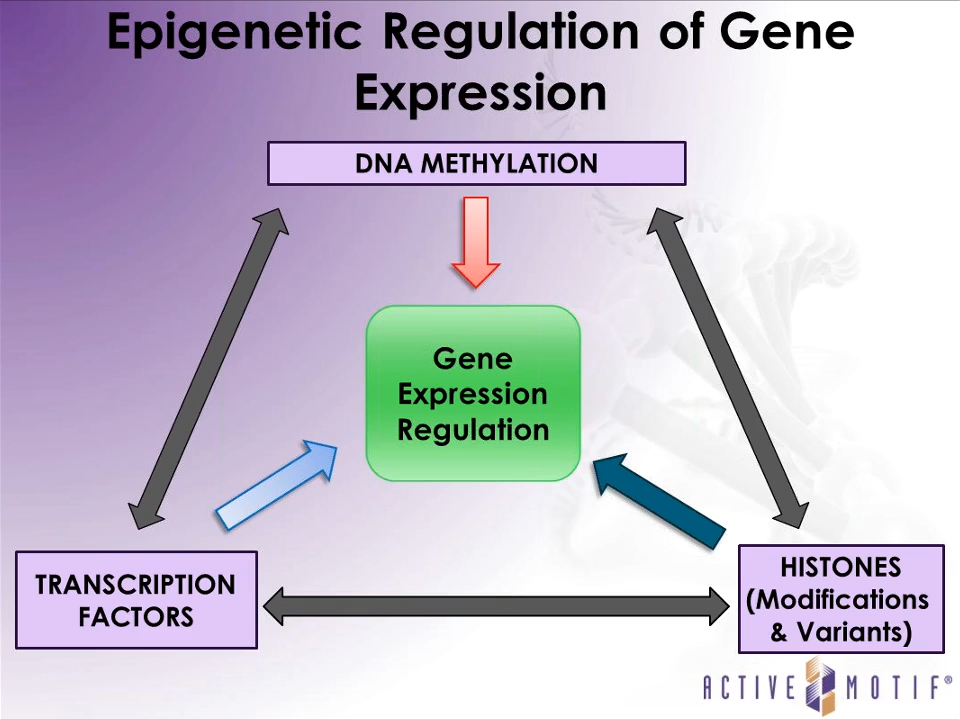 Epigenetic Regulation of Gene
Expression
DNA METHYLATION
Gene
Expression
Regulation
TRANSCRIPTION
FACTORS
HISTONES
(Modifications
& Variants)
ACTIVE MOTIF®